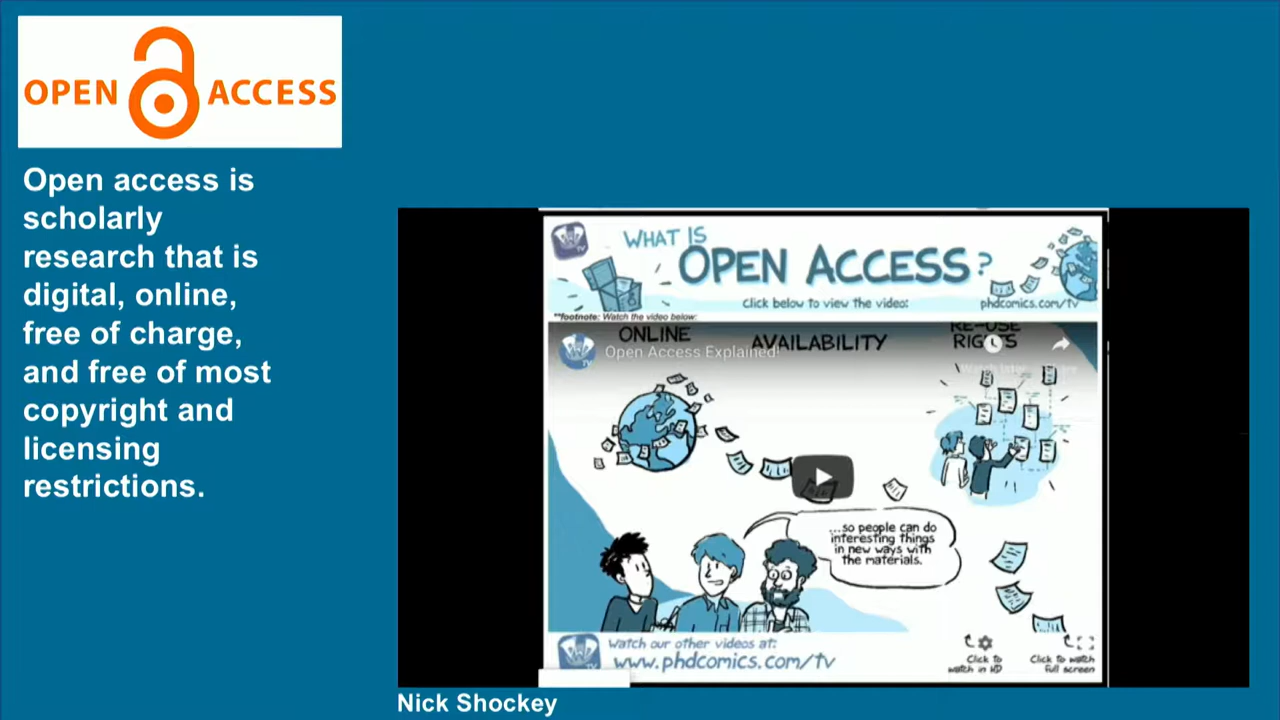 OPEN ACCESS
Open access is
scholarly
research that is
digital, online,
free of charge,
and free of most
copyright and
licensing
restrictions.
WHAT IS
OPEN ACCESS?
Click below to view the video:
phdcomics.com/tv
**footnote: Watch the video below:
ONLINE
AVAILABILITY
RE-USE
RIGHTS
Open Access Explained!
...so people can do
interesting things
in new ways with
the materials.
Watch our other videos at:
www.phdcomics.com/tv
Click to
watch in HD
Click to watch
full screen
Nick Shockey